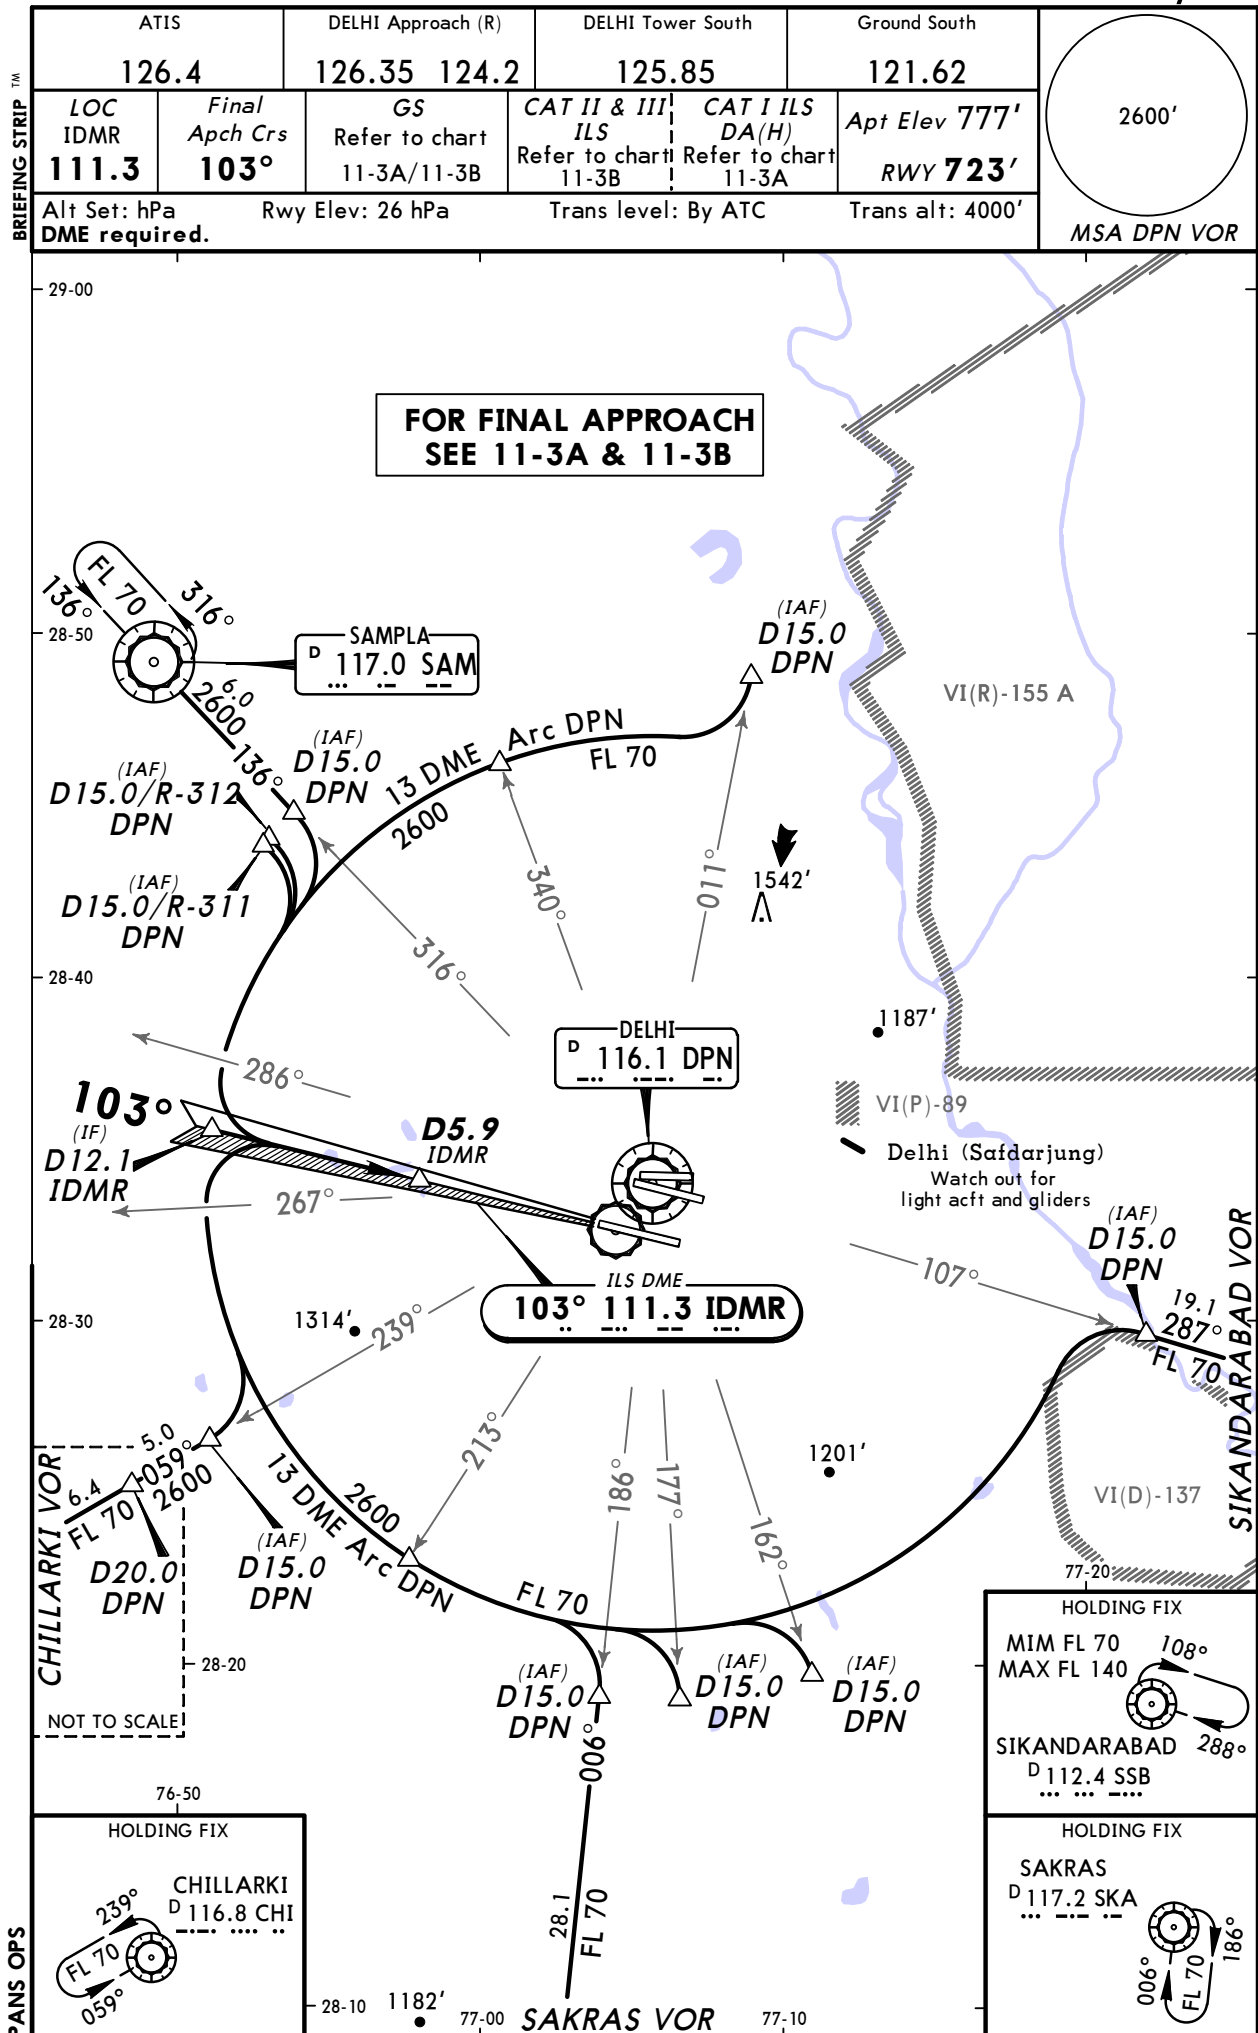 ATIS
126.4
DELHI Approach (R)
126.35 124.2
DELHI Tower South
125.85
Ground South
121.62
BRIEFING STRIP TM
LOC
IDMR
111.3
Final
Apch Crs
103°
GS
Refer to chart
11-3A/11-3B
CAT II & III
ILS
Refer to chart
11-3B
CAT I ILS
DA(H)
Refer to chart
11-3A
Apt Elev 777'
RWY 723'
2600'
MSA DPN VOR
Alt Set: hPa
Rwy Elev: 26 hPa
Trans level: By ATC
Trans alt: 4000'
DME required.
29-00
FOR FINAL APPROACH
SEE 11-3A & 11-3B
FL 70
136°
316°
28-50
SAMPLA
D 117.0 SAM
(IAF)
D15.0
DPN
VI(R)-155 A
6.0
2600
136°
(IAF)
D15.0
DPN
13 DME Arc DPN
2600
FL 70
(IAF)
D15.0/R-312
DPN
(IAF)
D15.0/R-311
DPN
340°
011°
1542'
316°
28-40
1187'
DELHI
D 116.1 DPN
286°
103°
(IF)
D12.1
IDMR
D5.9
IDMR
VI(P)-89
Delhi (Safdarjung)
Watch out for
light acft and gliders
267°
(IAF)
D15.0
DPN
107°
19.1
287°
FL 70
SIKANDARABAD VOR
ILS DME
103° 111.3 IDMR
28-30
1314'
239°
213°
186°
177°
162°
1201'
VI(D)-137
CHILLARKI VOR
6.4
FL 70
5.0
059°
2600
D20.0
DPN
(IAF)
D15.0
DPN
13 DME Arc DPN
2600
FL 70
28-20
NOT TO SCALE
(IAF)
D15.0
DPN
(IAF)
D15.0
DPN
(IAF)
D15.0
DPN
77-20
HOLDING FIX
MIM FL 70
MAX FL 140
108°
288°
SIKANDARABAD
D 112.4 SSB
006°
28.1
FL 70
76-50
HOLDING FIX
CHILLARKI
D 116.8 CHI
239°
FL 70
059°
HOLDING FIX
SAKRAS
D 117.2 SKA
006°
FL 70
186°
PANS OPS
28-10
1182'
77-00
SAKRAS VOR
77-10